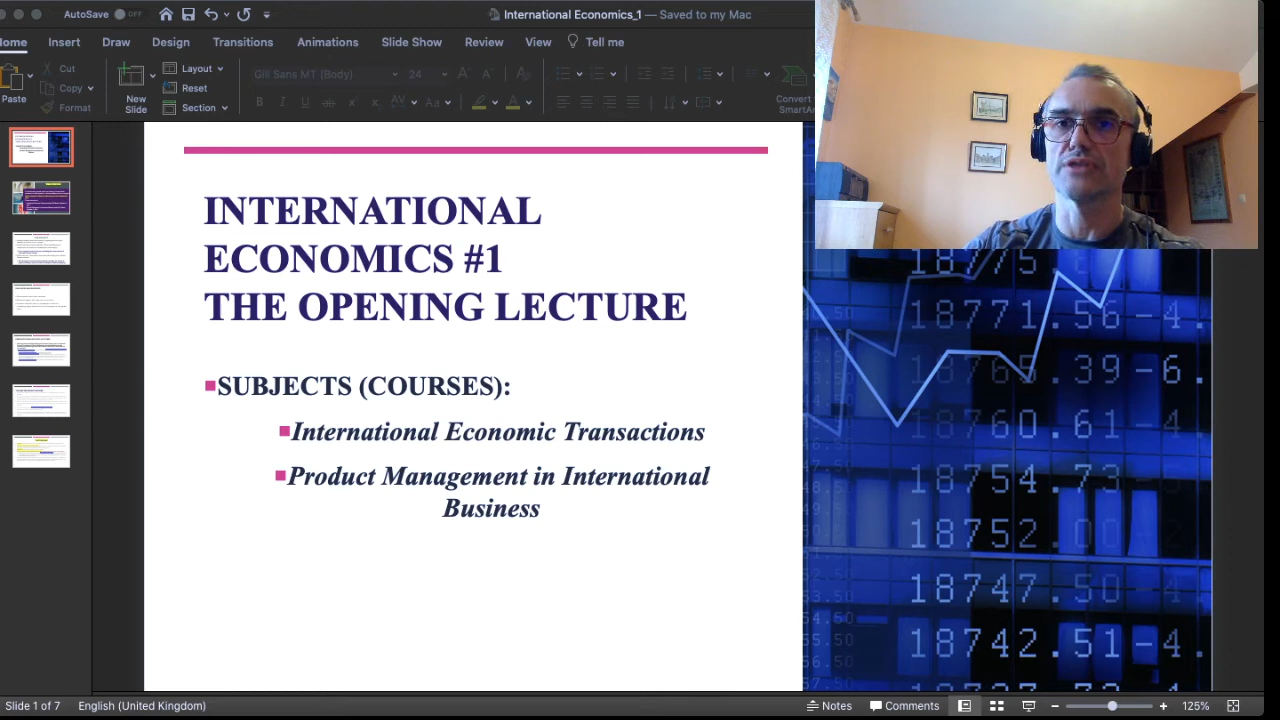 AutoSave OFF
International Economics_1 — Saved to my Mac
Home Insert Draw Design Transitions Animations Slide Show Review View Tell me
Paste
Cut
Copy
Format
New
Slide
Layout
Reset
Section
Gill Sans MT (Body) 24
Convert
INTERNATIONAL
ECONOMICS #1
THE OPENING LECTURE
SUBJECTS (COURSES):
International Economic Transactions
Product Management in International
Business
18775
18771.56-4.
18765.39-6.
18760.61-4
18754.73-
18752.00-2
18747.50-4.
18742.51-4.
Slide 1 of 7 English (United Kingdom) Notes Comments 125%